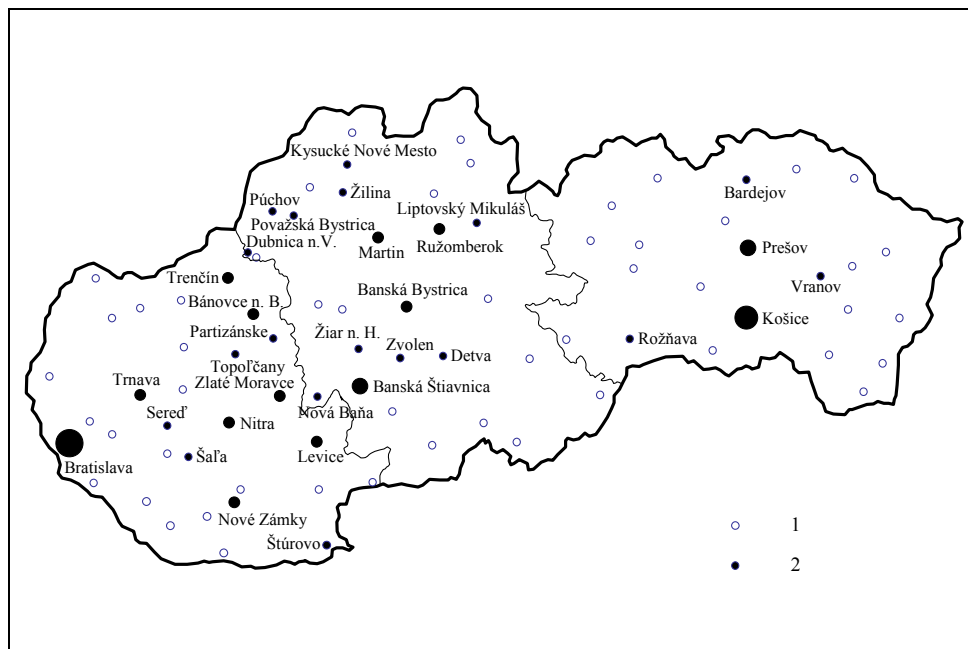 Kysucké Nové Mesto
Žilina
Púchov
Považská Bystrica
Liptovský Mikuláš
Bardejov
Dubnica n.V.
Martin
Ružomberok
Prešov
Trenčín
Vranov
Bánovce n. B.
Banská Bystrica
Košice
Partizánske
Žiar n. H.
Zvolen
Detva
Rožňava
Topoľčany
Trnava
Zlaté Moravce
Banská Štiavnica
Sereď
Nitra
Nová Baňa
Šaľa
Levice
Bratislava
Nové Zámky
Štúrovo
1
2